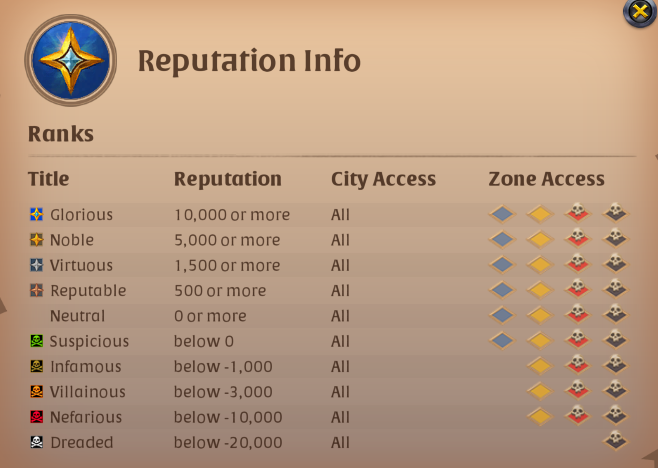 Reputation Info
Ranks
Title Reputation City Access Zone Access
Glorious 10,000 or more All
Noble 5,000 or more All
Virtuous 1,500 or more All
Reputable 500 or more All
Neutral 0 or more All
Suspicious below 0 All
Infamous below -1,000 All
Villainous below -3,000 All
Nefarious below -10,000 All
Dreaded below -20,000 All